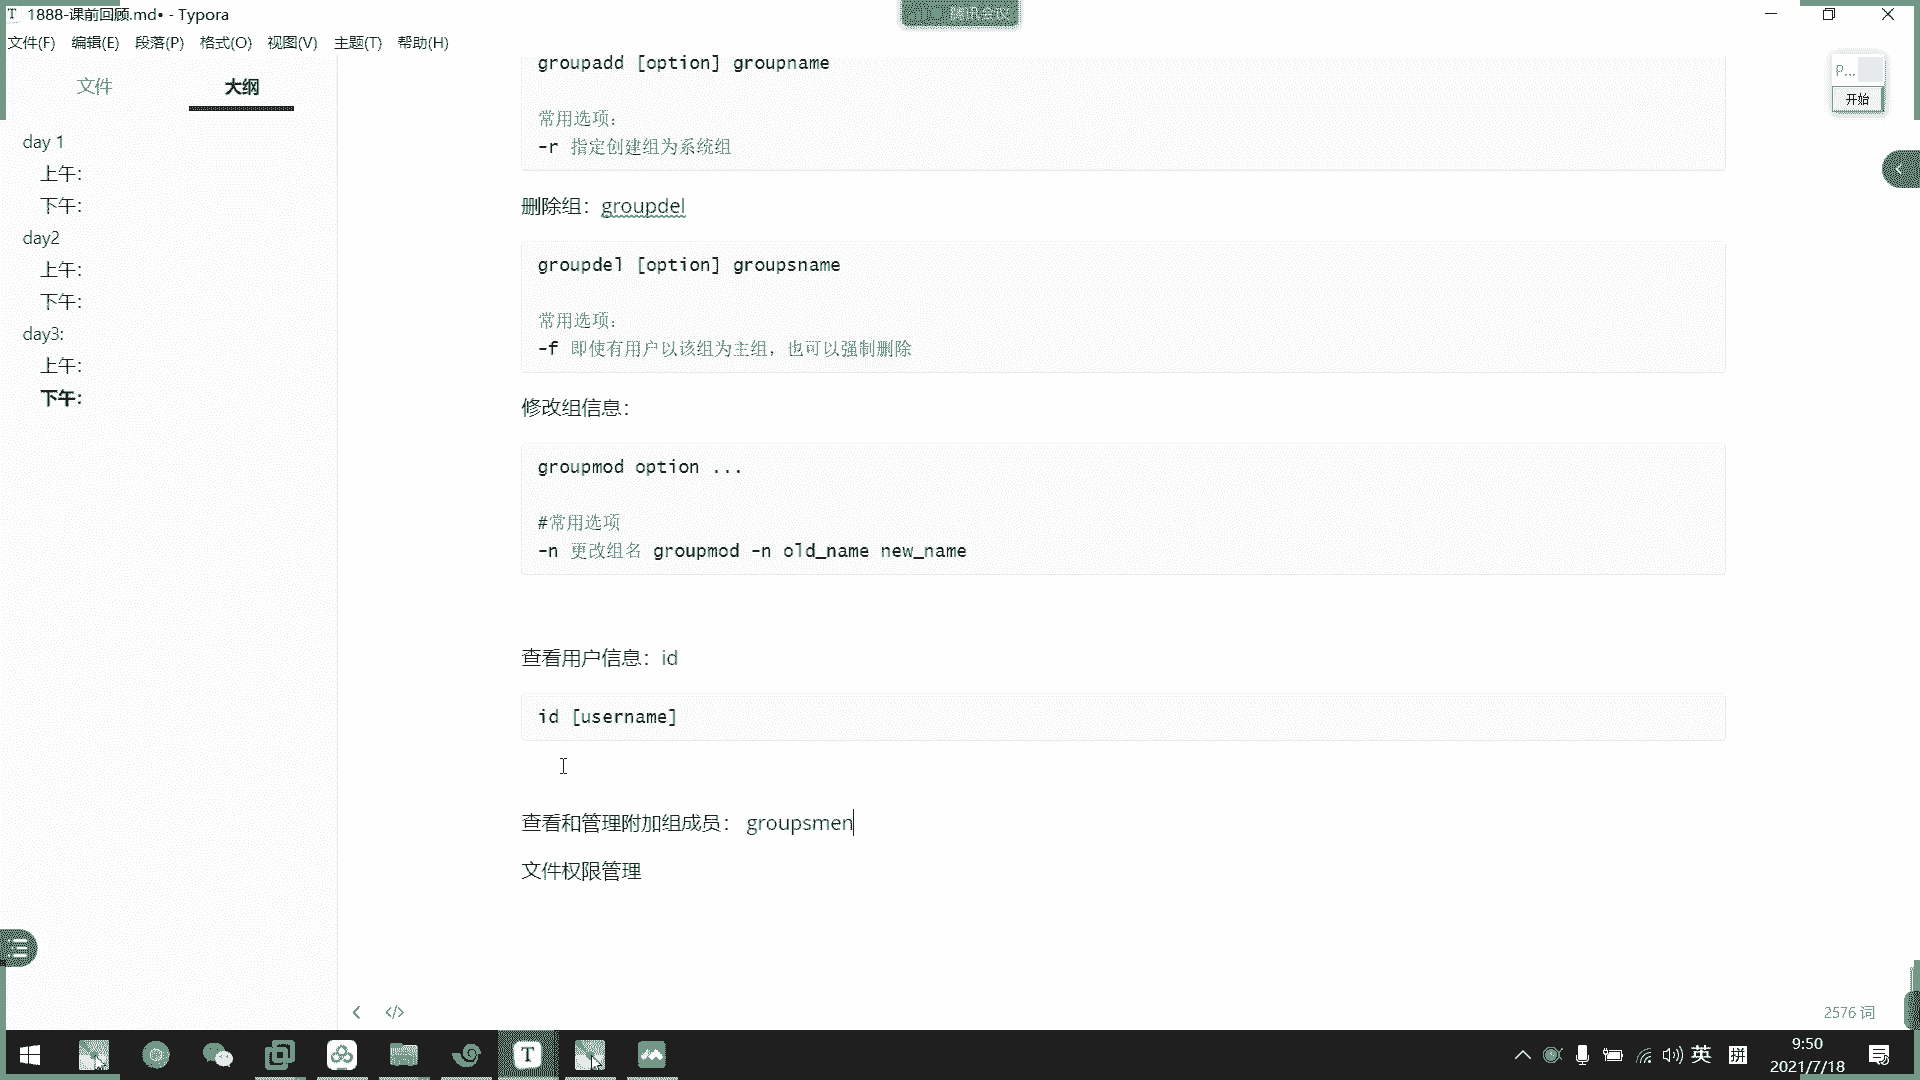 1888-课前回顾.md• - Typora
腾讯会议
文件(F) 编辑(E) 段落(P) 格式(O) 视图(V) 主题(T) 帮助(H)
文件 大纲
day 1
上午：
下午：
day2
上午：
下午：
day3:
上午：
下午：
groupadd [option] groupname
常用选项：
-r 指定创建组为系统组
删除组：groupdel
groupdel [option] groupsname
常用选项：
-f 即使有用户以该组为主组，也可以强制删除
修改组信息：
groupmod option ...
#常用选项
-n 更改组名 groupmod -n old_name new_name
查看用户信息：id
id [username]
查看和管理附加组成员： groupsmen
文件权限管理
P...
开始
2576 词
英 拼
9:50
2021/7/18